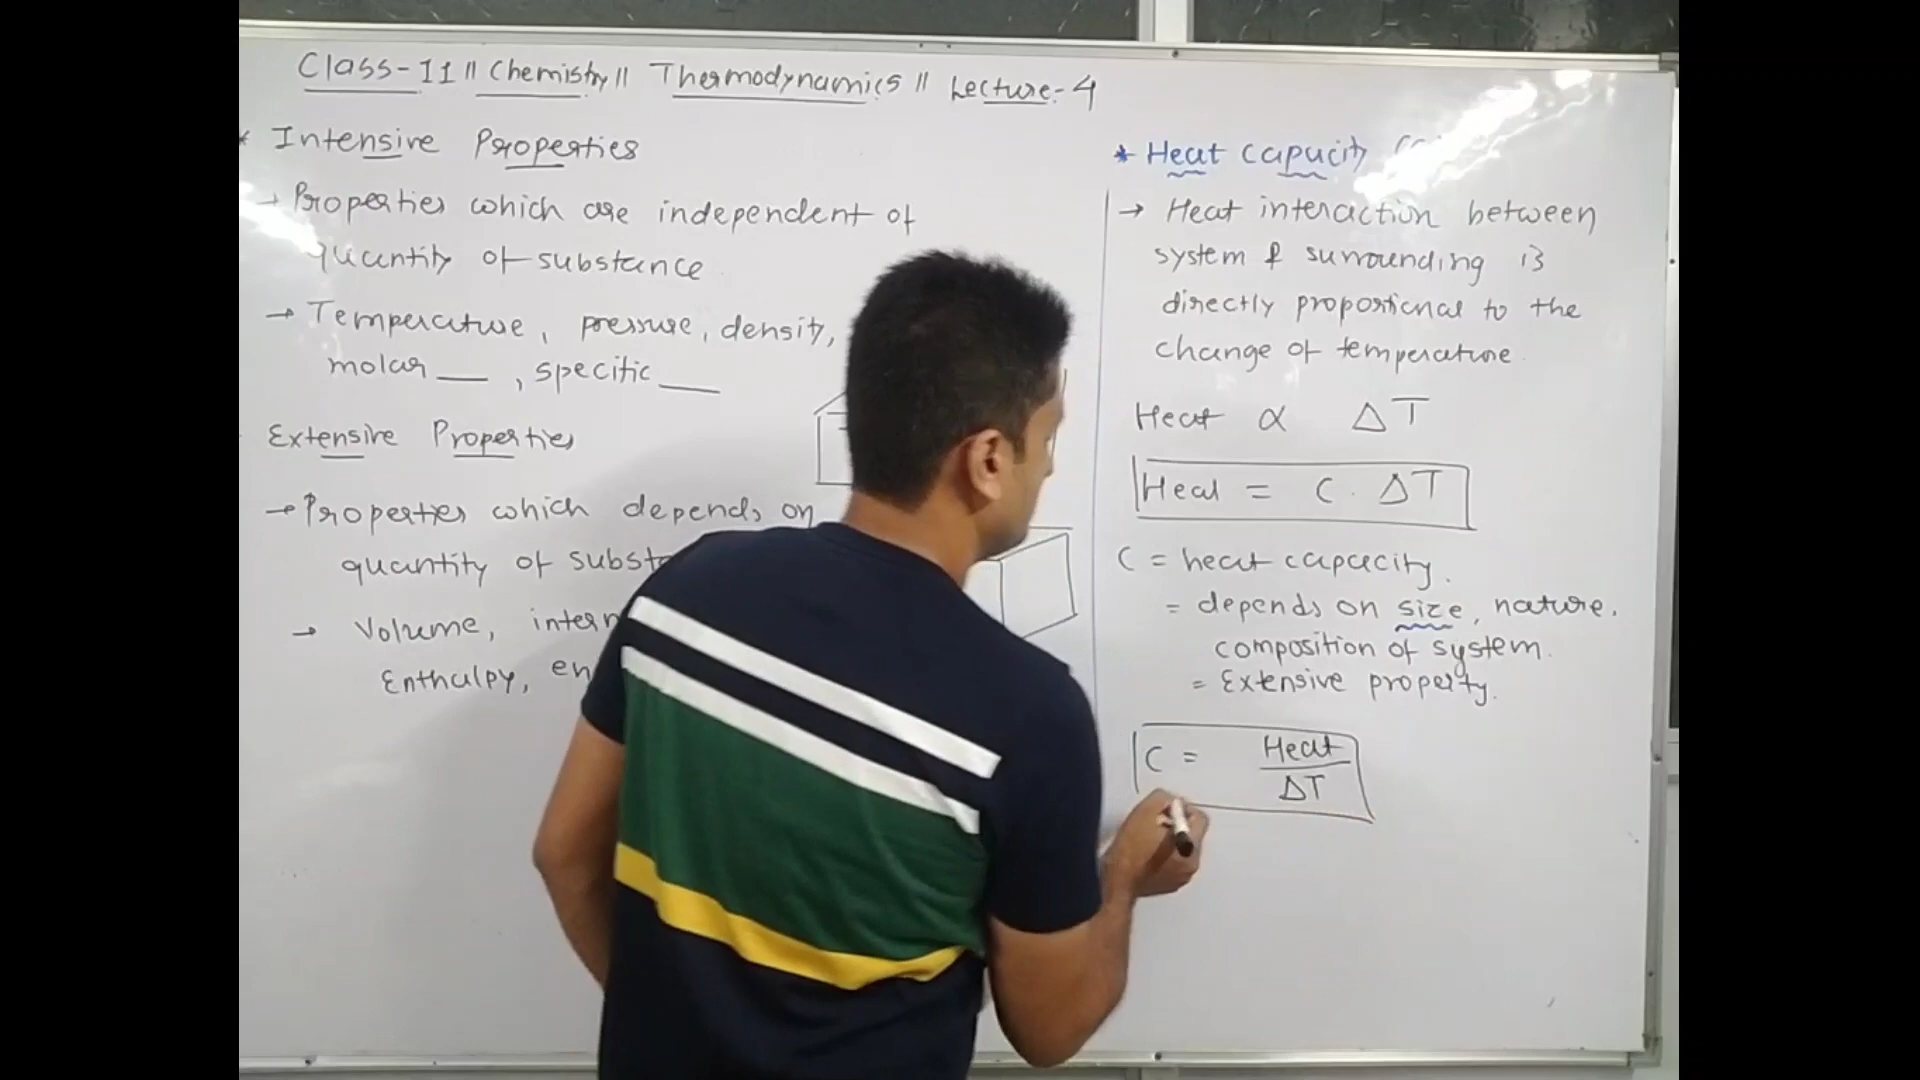 Class-11 || Chemistry || Thermodynamics || Lecture-4
* Intensive Properties
→ Properties which are independent of
quantity of substance
→ Temperature, pressure, density,
molar __ , specific __
Extensive Properties
→ Properties which depends on
quantity of subst
→ Volume, intern
Enthalpy, en
* Heat capacity
→ Heat interaction between
system & surrounding is
directly proportional to the
change of temperature.
Heat ∝ ΔT
Heat = C. ΔT
C = heat capacity.
= depends on size, nature.
composition of system.
= Extensive property.
C = Heat
ΔT